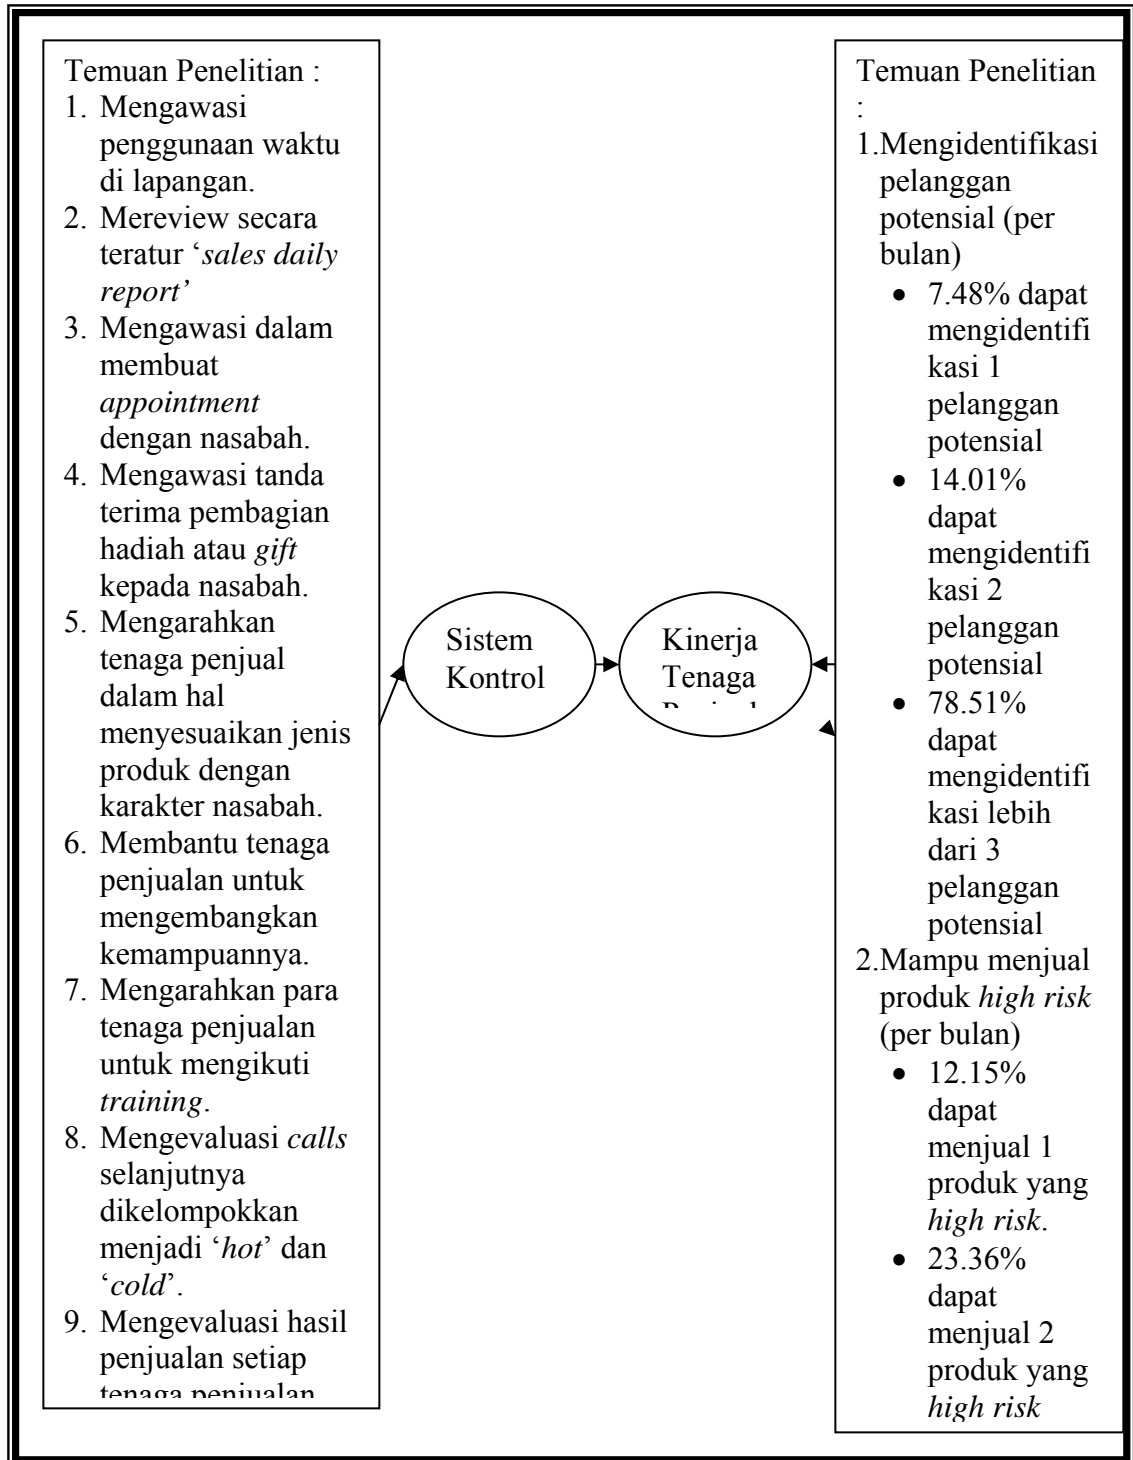 Temuan Penelitian :
1. Mengawasi
penggunaan waktu
di lapangan.
2. Mereview secara
teratur ‘sales daily
report’
3. Mengawasi dalam
membuat
appointment
dengan nasabah.
4. Mengawasi tanda
terima pembagian
hadiah atau gift
kepada nasabah.
5. Mengarahkan
tenaga penjual
dalam hal
menyesuaikan jenis
produk dengan
karakter nasabah.
6. Membantu tenaga
penjualan untuk
mengembangkan
kemampuannya.
7. Mengarahkan para
tenaga penjualan
untuk mengikuti
training.
8. Mengevaluasi calls
selanjutnya
dikelompokkan
menjadi ‘hot’ dan
‘cold’.
9. Mengevaluasi hasil
penjualan setiap
tenaga penjualan
Sistem
Kontrol
Kinerja
Tenaga
Temuan Penelitian
:
1.Mengidentifikasi
pelanggan
potensial (per
bulan)
• 7.48% dapat
mengidentifi
kasi 1
pelanggan
potensial
• 14.01%
dapat
mengidentifi
kasi 2
pelanggan
potensial
• 78.51%
dapat
mengidentifi
kasi lebih
dari 3
pelanggan
potensial
2.Mampu menjual
produk high risk
(per bulan)
• 12.15%
dapat
menjual 1
produk yang
high risk.
• 23.36%
dapat
menjual 2
produk yang
high risk